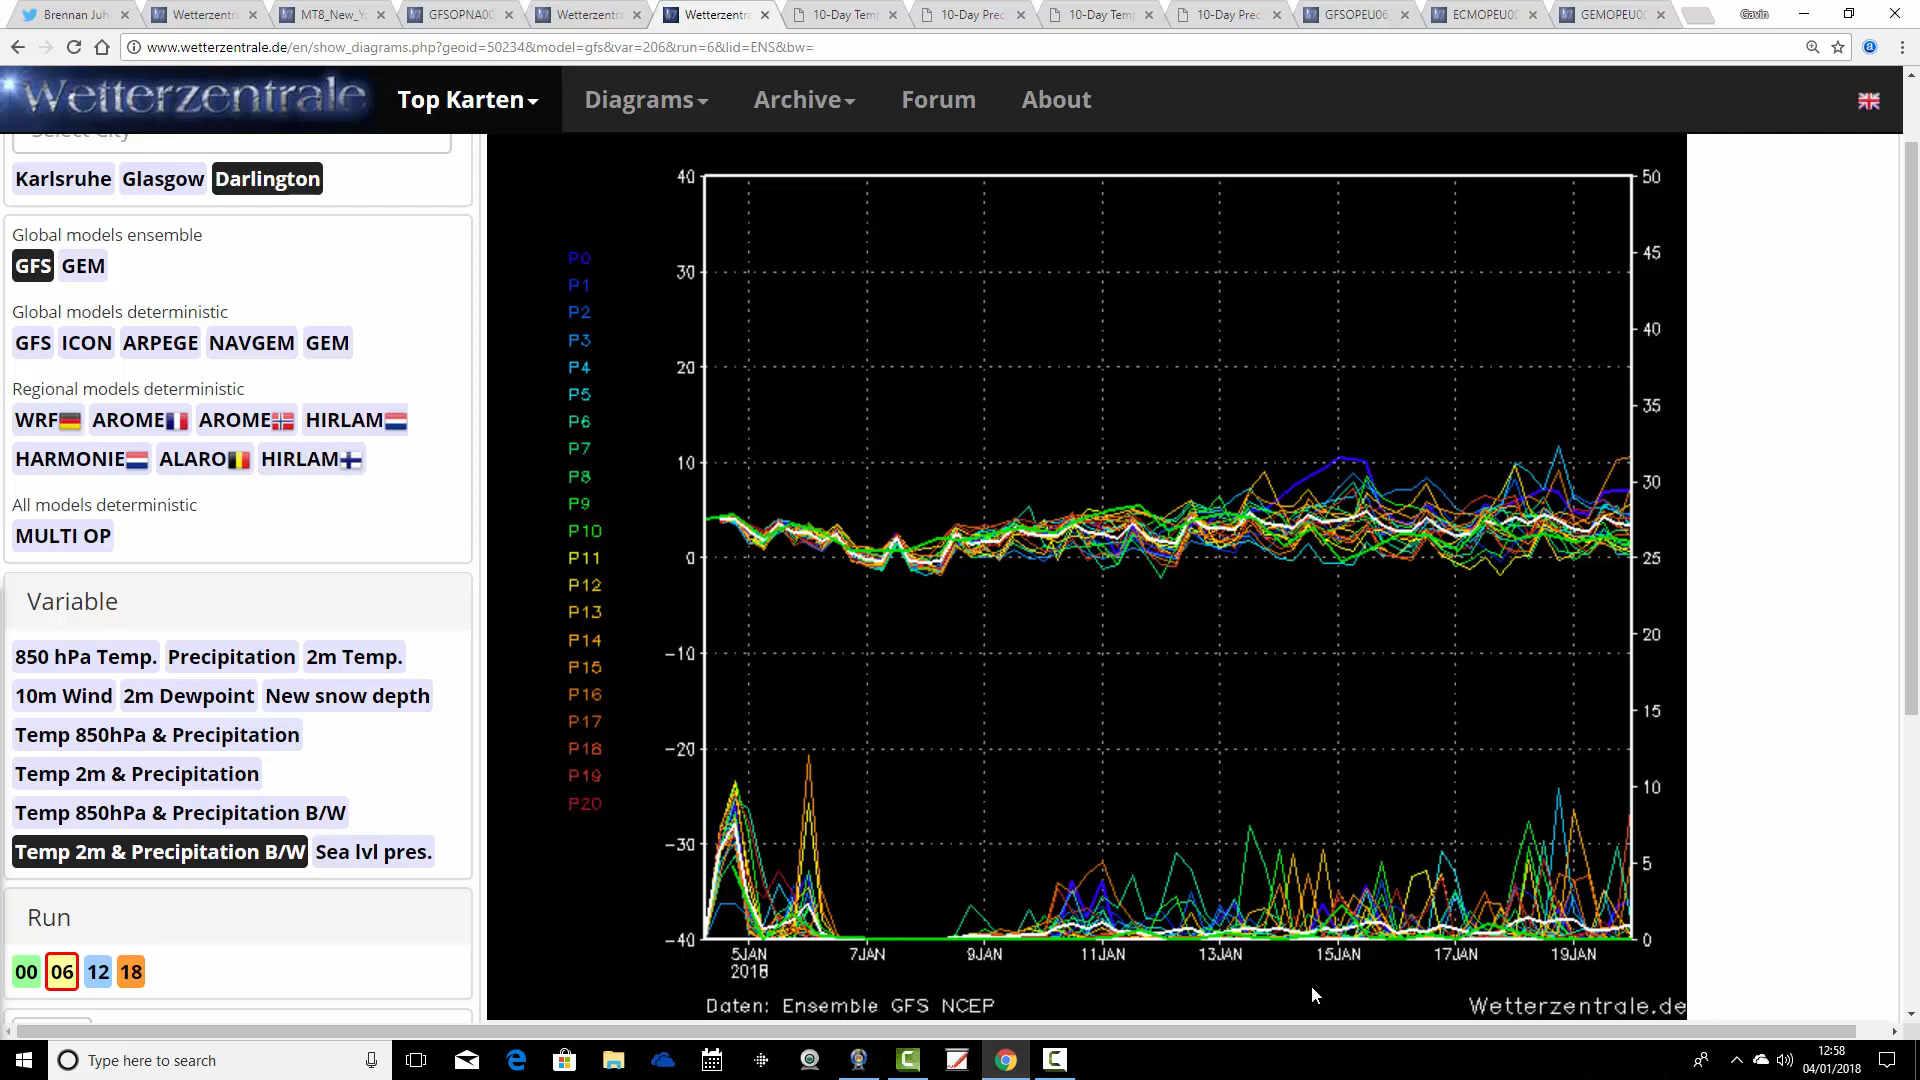 Brennan Juh
Wetterzentra
MT8_New_Yo
GFSOPNA00
Wetterzentra
Wetterzentra
10-Day Temp
10-Day Prec
10-Day Temp
10-Day Prec
GFSOPEU06
ECMOPEU00
GEMOPEU00
Gavin
www.wetterzentrale.de/en/show_diagrams.php?geoid=50234&model=gfs&var=206&run=6&lid=ENS&bw=
Wetterzentrale
Top Karten
Diagrams
Archive
Forum
About
Select City
Karlsruhe Glasgow Darlington
Global models ensemble
GFS GEM
Global models deterministic
GFS ICON ARPEGE NAVGEM GEM
Regional models deterministic
WRF AROME AROME HIRLAM
HARMONIE ALARO HIRLAM
All models deterministic
MULTI OP
Variable
850 hPa Temp. Precipitation 2m Temp.
10m Wind 2m Dewpoint New snow depth
Temp 850hPa & Precipitation
Temp 2m & Precipitation
Temp 850hPa & Precipitation B/W
Temp 2m & Precipitation B/W Sea lvl pres.
Run
00 06 12 18
P0
P1
P2
P3
P4
P5
P6
P7
P8
P9
P10
P11
P12
P13
P14
P15
P16
P17
P18
P19
P20
40
30
20
10
0
-10
-20
-30
-40
50
45
40
35
30
25
20
15
10
5
0
5JAN 7JAN 9JAN 11JAN 13JAN 15JAN 17JAN 19JAN
2018
Daten: Ensemble GFS NCEP
Wetterzentrale.de
Type here to search
12:58
04/01/2018